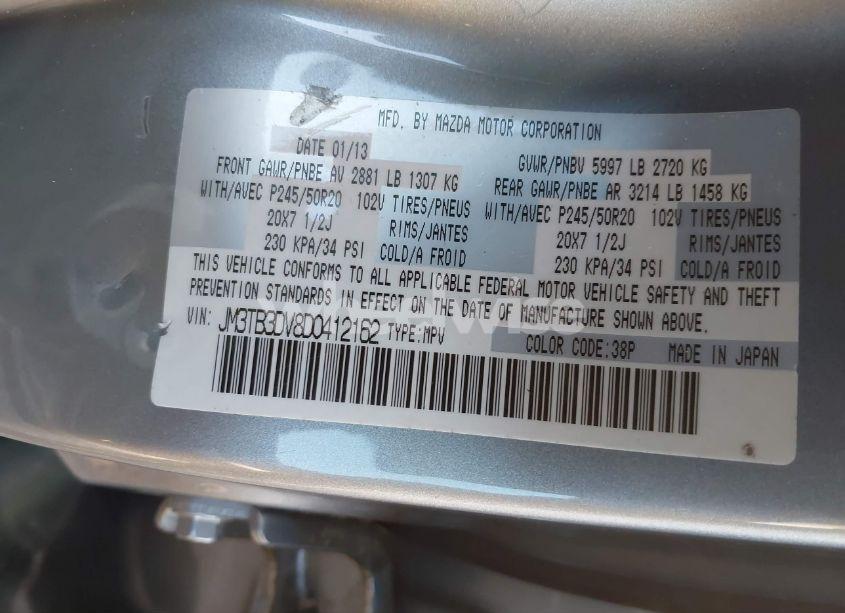 MFD. BY MAZDA MOTOR CORPORATION
DATE 01/13 GVWR/PNBV 5997 LB 2720 KG
FRONT GAWR/PNBE AV 2881 LB 1307 KG REAR GAWR/PNBE AR 3214 LB 1458 KG
WITH/AVEC P245/50R20 102V TIRES/PNEUS WITH/AVEC P245/50R20 102V TIRES/PNEUS
20X7 1/2J RIMS/JANTES 20X7 1/2J RIMS/JANTES
230 KPA/34 PSI COLD/A FROID 230 KPA/34 PSI COLD/A FROID
THIS VEHICLE CONFORMS TO ALL APPLICABLE FEDERAL MOTOR VEHICLE SAFETY AND THEFT
PREVENTION STANDARDS IN EFFECT ON THE DATE OF MANUFACTURE SHOWN ABOVE.
VIN: JM3TB3DV8D0412162 TYPE:MPV
COLOR CODE:38P MADE IN JAPAN